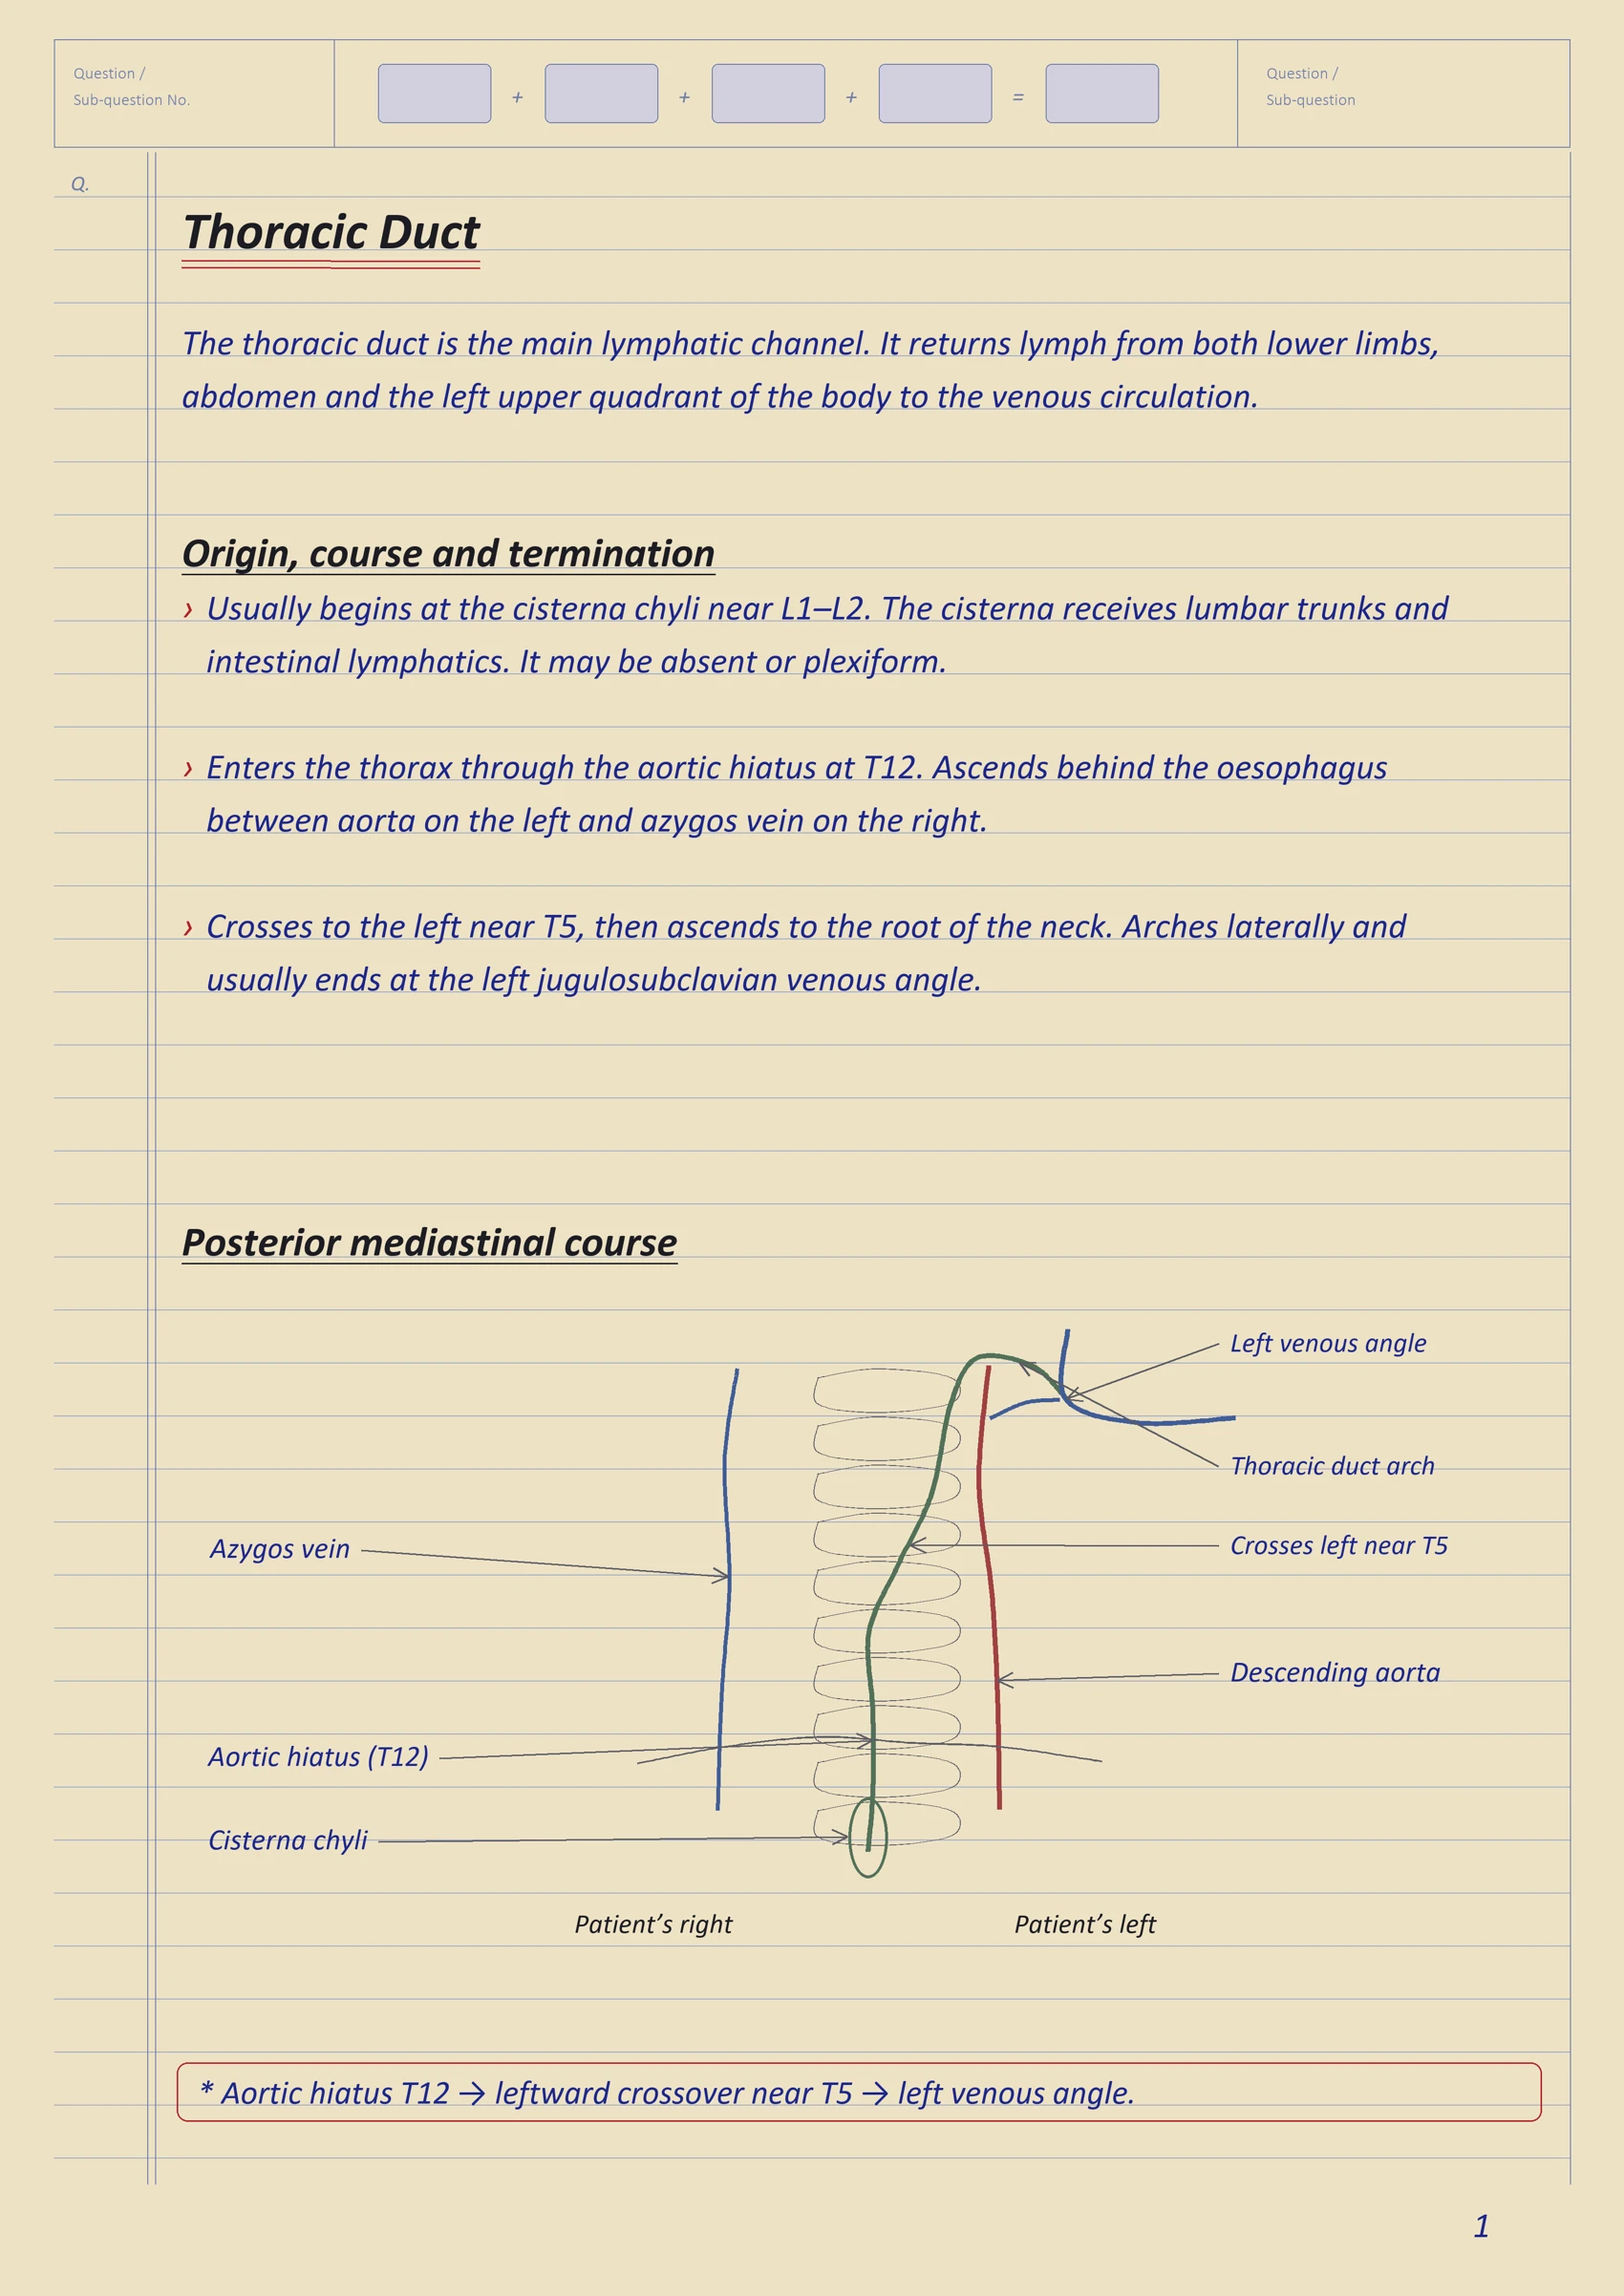 Question /
Sub-question No.
+ + + =
Question /
Sub-question
Q.
Thoracic Duct
The thoracic duct is the main lymphatic channel. It returns lymph from both lower limbs,
abdomen and the left upper quadrant of the body to the venous circulation.
Origin, course and termination
› Usually begins at the cisterna chyli near L1–L2. The cisterna receives lumbar trunks and
intestinal lymphatics. It may be absent or plexiform.
› Enters the thorax through the aortic hiatus at T12. Ascends behind the oesophagus
between aorta on the left and azygos vein on the right.
› Crosses to the left near T5, then ascends to the root of the neck. Arches laterally and
usually ends at the left jugulosubclavian venous angle.
Posterior mediastinal course
Left venous angle
Thoracic duct arch
Azygos vein
Crosses left near T5
Descending aorta
Aortic hiatus (T12)
Cisterna chyli
Patient’s right
Patient’s left
* Aortic hiatus T12 → leftward crossover near T5 → left venous angle.
1